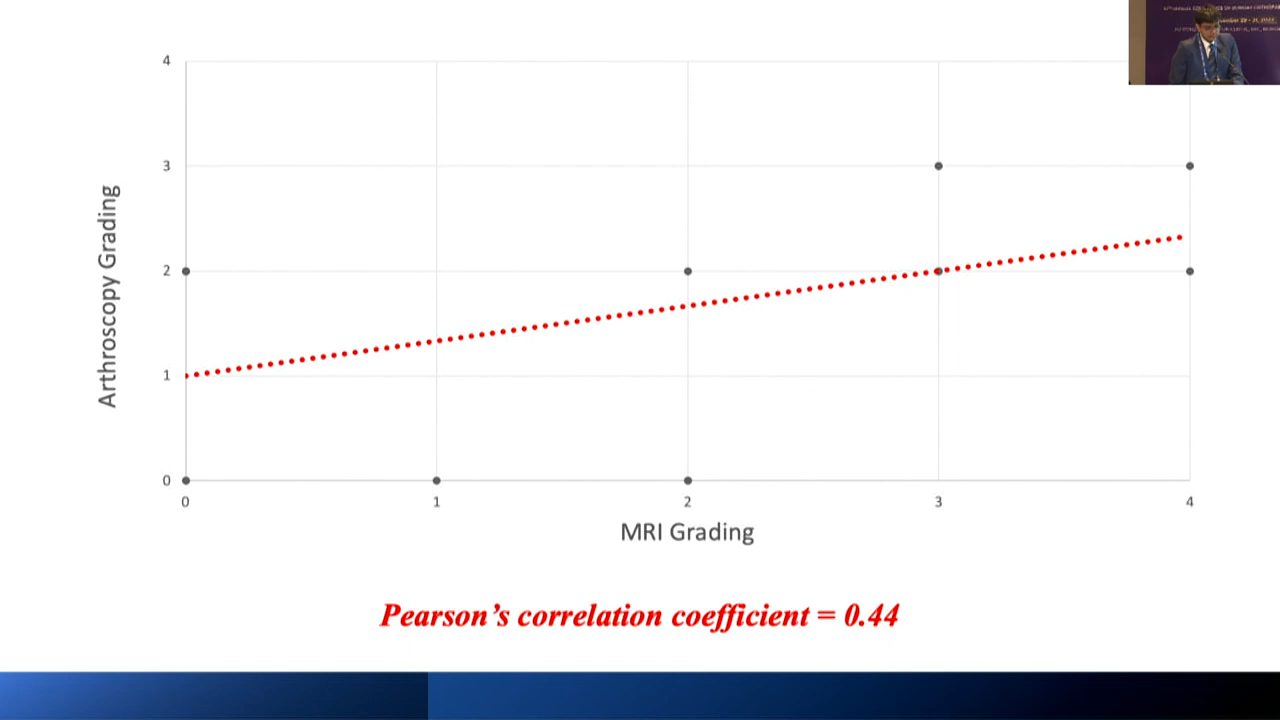 4
3
2
1
0
Arthroscopy Grading
0 1 2 3 4
MRI Grading
Pearson’s correlation coefficient = 0.44